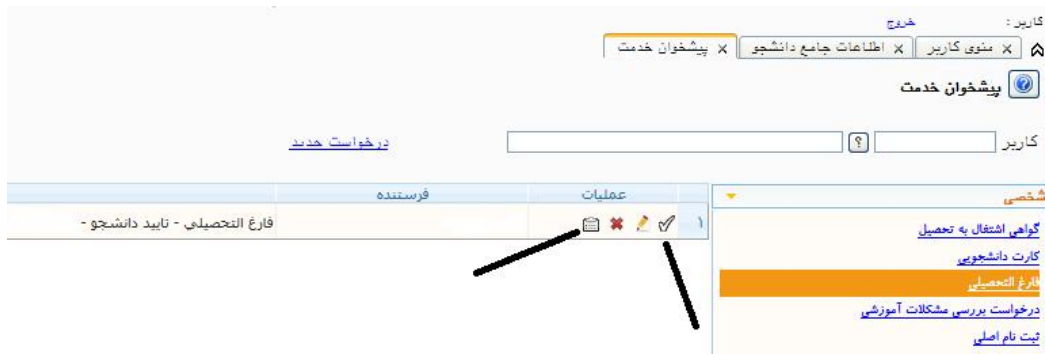 کاربر : خروج
منوی کاربر اطلاعات جامع دانشجو پیشخوان خدمت
پیشخوان خدمت
کاربر ? درخواست جدید
شخصی
گواهی اشتغال به تحصیل
کارت دانشجویی
فارغ التحصیلی
درخواست بررسی مشکلات آموزشی
ثبت نام اصلی
عملیات فرستنده
۱ فارغ التحصیلی - تایید دانشجو -